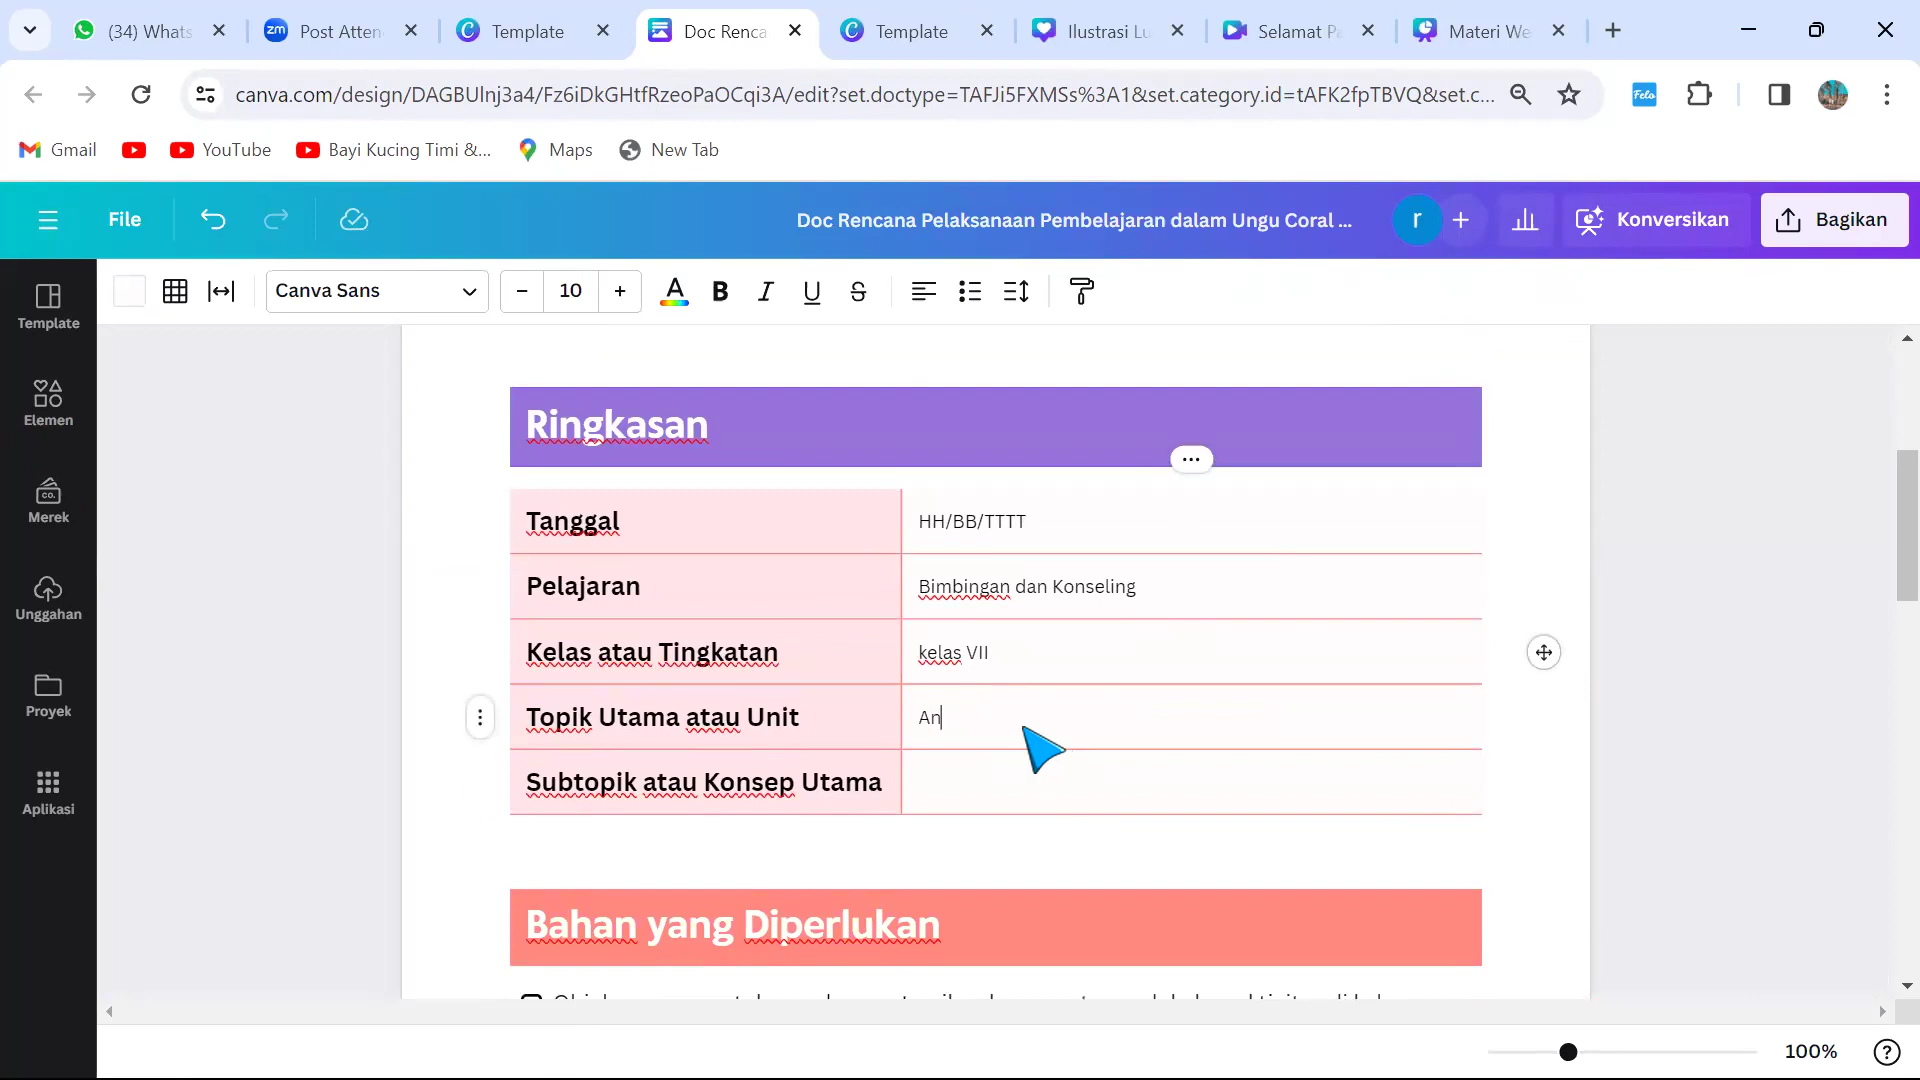 (34) Whats
Post Atten
Template
Doc Renca
Template
Ilustrasi Lu
Selamat Pa
Materi We
canva.com/design/DAGBUlnj3a4/Fz6iDkGHtfRzeoPaOCqi3A/edit?set.doctype=TAFJi5FXMSs%3A1&set.category.id=tAFK2fpTBVQ&set.c...
Felo
Gmail
YouTube
Bayi Kucing Timi &...
Maps
New Tab
File
Doc Rencana Pelaksanaan Pembelajaran dalam Ungu Coral ...
r
Konversikan
Bagikan
Canva Sans
10
Template
Elemen
Merek
Unggahan
Proyek
Aplikasi
Ringkasan
Tanggal
HH/BB/TTTT
Pelajaran
Bimbingan dan Konseling
Kelas atau Tingkatan
kelas VII
Topik Utama atau Unit
An
Subtopik atau Konsep Utama
Bahan yang Diperlukan
100%